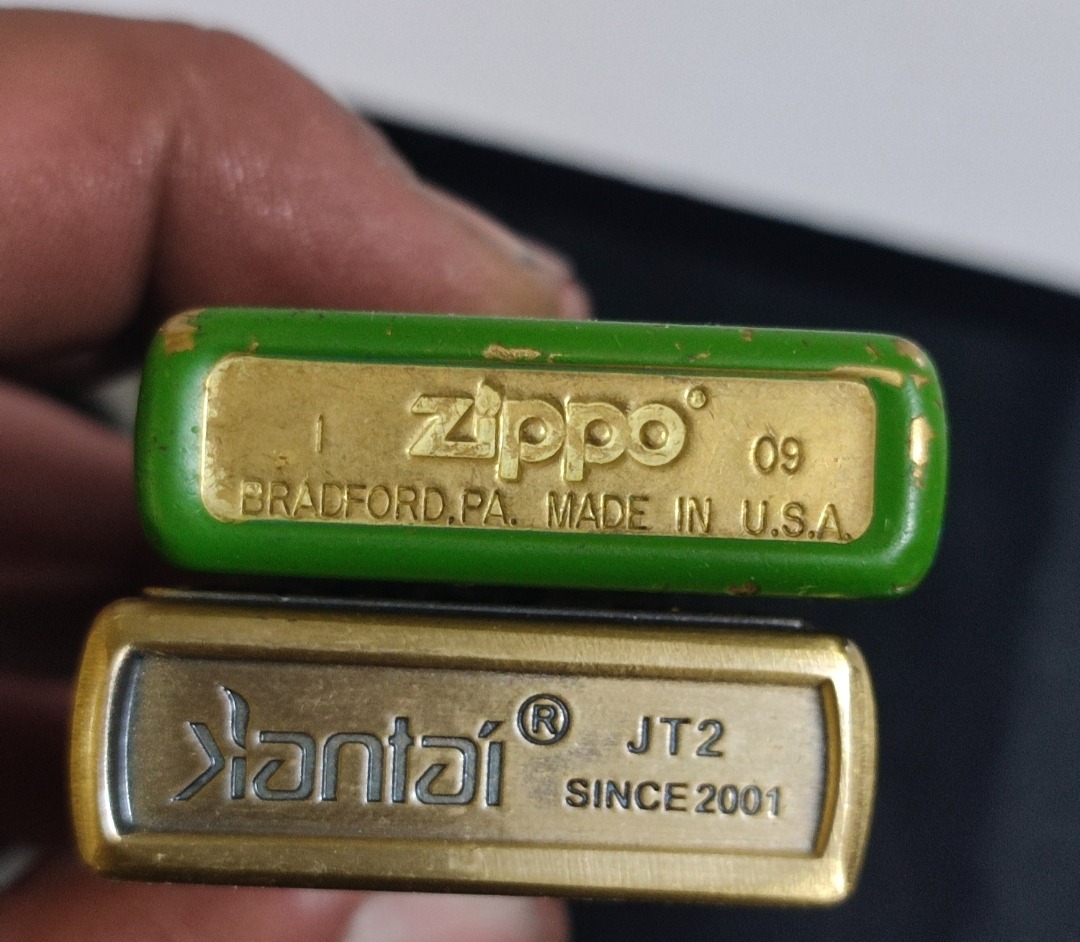 I zippo® 09
BRADFORD,PA. MADE IN U.S.A.
Kantai® JT2
SINCE 2001